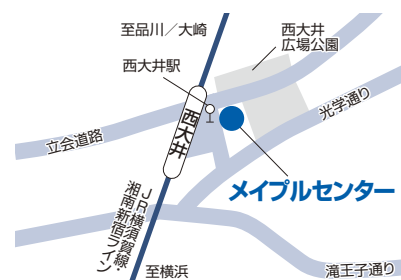 至品川／大崎
西大井
広場公園
西大井駅
光学通り
西大井
立会道路
メイプルセンター
JR横須賀線・
湘南新宿ライン
至横浜
滝王子通り